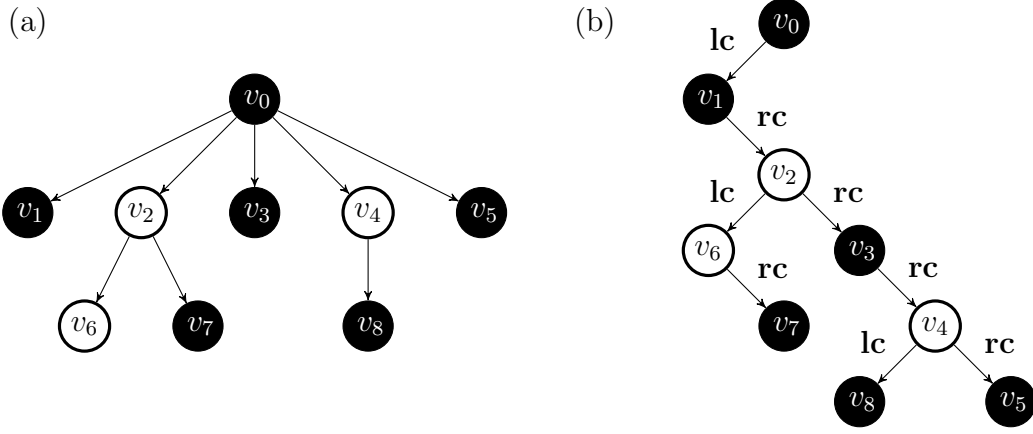 (a)
v₀
v₁ v₂ v₃ v₄ v₅
v₆ v₇ v₈
(b)
v₀
lc
v₁
rc
v₂
lc rc
v₆ v₃
rc rc
v₇ v₄
lc rc
v₈ v₅